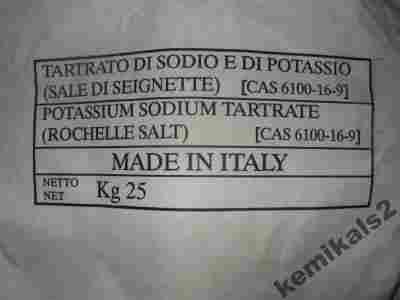 TARTRATO DI SODIO E DI POTASSIO
(SALE DI SEIGNETTE) [CAS 6100-16-9]
POTASSIUM SODIUM TARTRATE
(ROCHELLE SALT) [CAS 6100-16-9]
MADE IN ITALY
NETTO
NET Kg 25
kemikals2